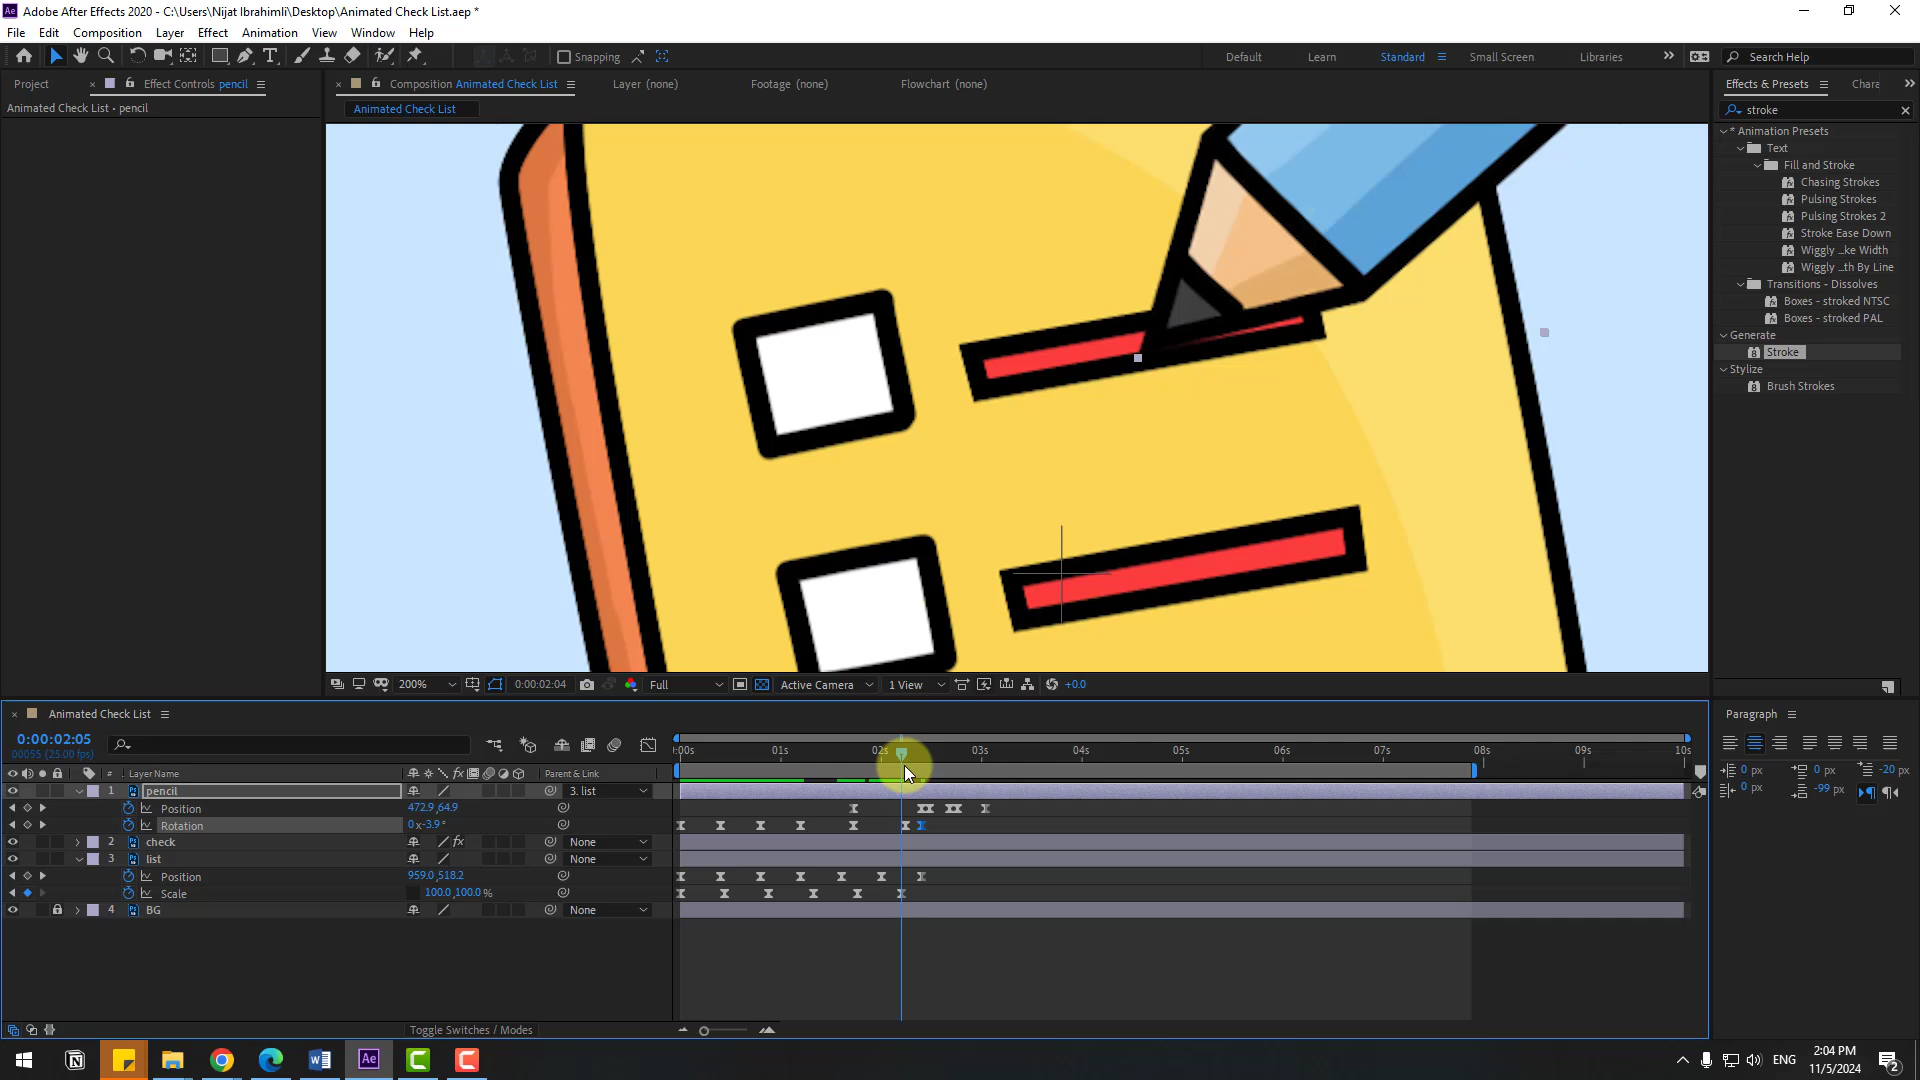 Adobe After Effects 2020 - C:\Users\Nijat Ibrahimli\Desktop\Animated Check List.aep *
File Edit Composition Layer Effect Animation View Window Help
Snapping Default Learn Standard Small Screen Libraries Search Help
Project Effect Controls pencil Composition Animated Check List Layer (none) Footage (none) Flowchart (none) Effects & Presets Chara
Animated Check List • pencil Animated Check List stroke
* Animation Presets
Text
Fill and Stroke
Chasing Strokes
Pulsing Strokes
Pulsing Strokes 2
Stroke Ease Down
Wiggly ...ke Width
Wiggly ...th By Line
Transitions - Dissolves
Boxes - stroked NTSC
Boxes - stroked PAL
Generate
Stroke
Stylize
Brush Strokes
200% 0:00:02:04 Full Active Camera 1 View +0.0
Animated Check List Paragraph
0:00:02:05
00055 (25.00 fps)
):00s 01s 02s 03s 04s 05s 06s 07s 08s 09s 10s
# Layer Name Parent & Link
0 px 0 px -20 px
0 px -99 px
1 pencil 3. list
Position 472.9,64.9
Rotation 0x-3.9°
2 check None
3 list None
Position 959.0,518.2
Scale 100.0,100.0 %
4 BG None
Toggle Switches / Modes
ENG 2:04 PM
11/5/2024 2